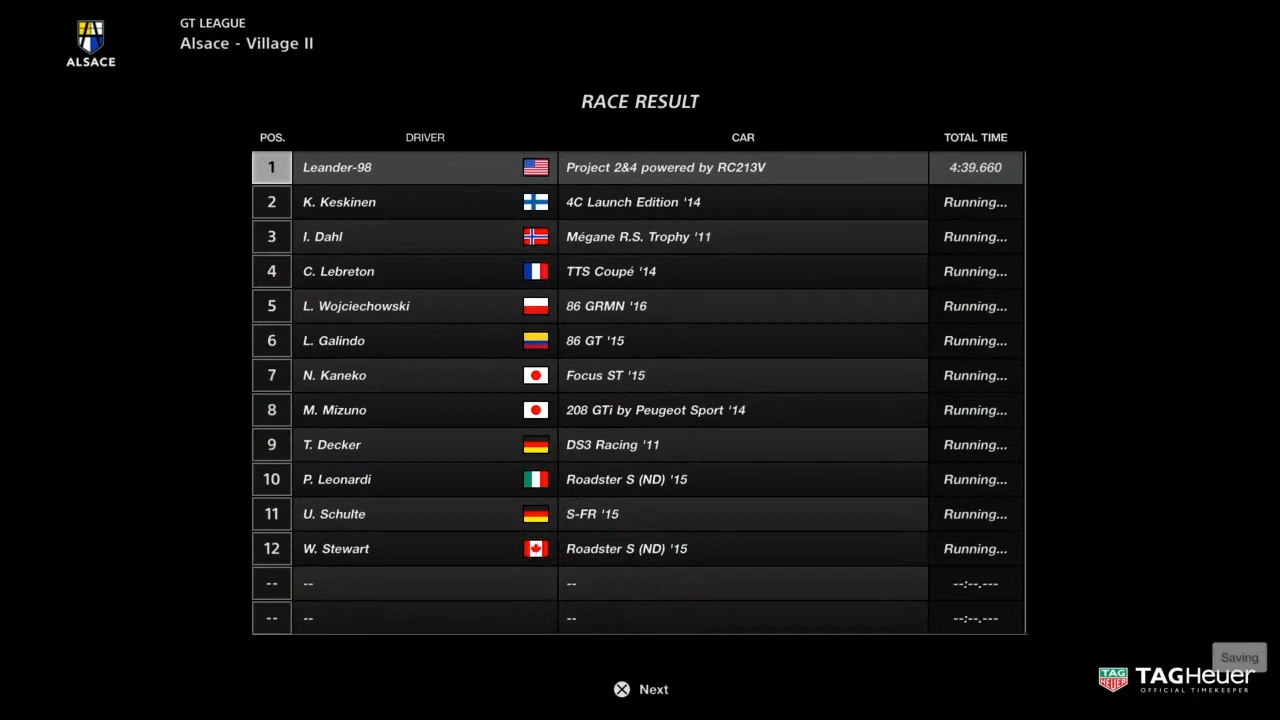 GT LEAGUE
Alsace - Village II
ALSACE
RACE RESULT
POS. DRIVER CAR TOTAL TIME
1 Leander-98 Project 2&4 powered by RC213V 4:39.660
2 K. Keskinen 4C Launch Edition '14 Running...
3 I. Dahl Mégane R.S. Trophy '11 Running...
4 C. Lebreton TTS Coupé '14 Running...
5 L. Wojciechowski 86 GRMN '16 Running...
6 L. Galindo 86 GT '15 Running...
7 N. Kaneko Focus ST '15 Running...
8 M. Mizuno 208 GTi by Peugeot Sport '14 Running...
9 T. Decker DS3 Racing '11 Running...
10 P. Leonardi Roadster S (ND) '15 Running...
11 U. Schulte S-FR '15 Running...
12 W. Stewart Roadster S (ND) '15 Running...
-- -- -- --:--.---
-- -- -- --:--.---
Saving
TAG HEUER TAGHeuer
OFFICIAL TIMEKEEPER
Next